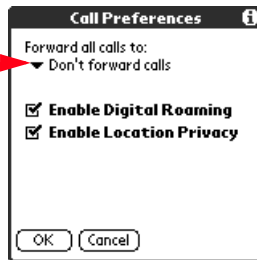 Call Preferences
Forward all calls to:
Don't forward calls
Enable Digital Roaming
Enable Location Privacy
OK Cancel